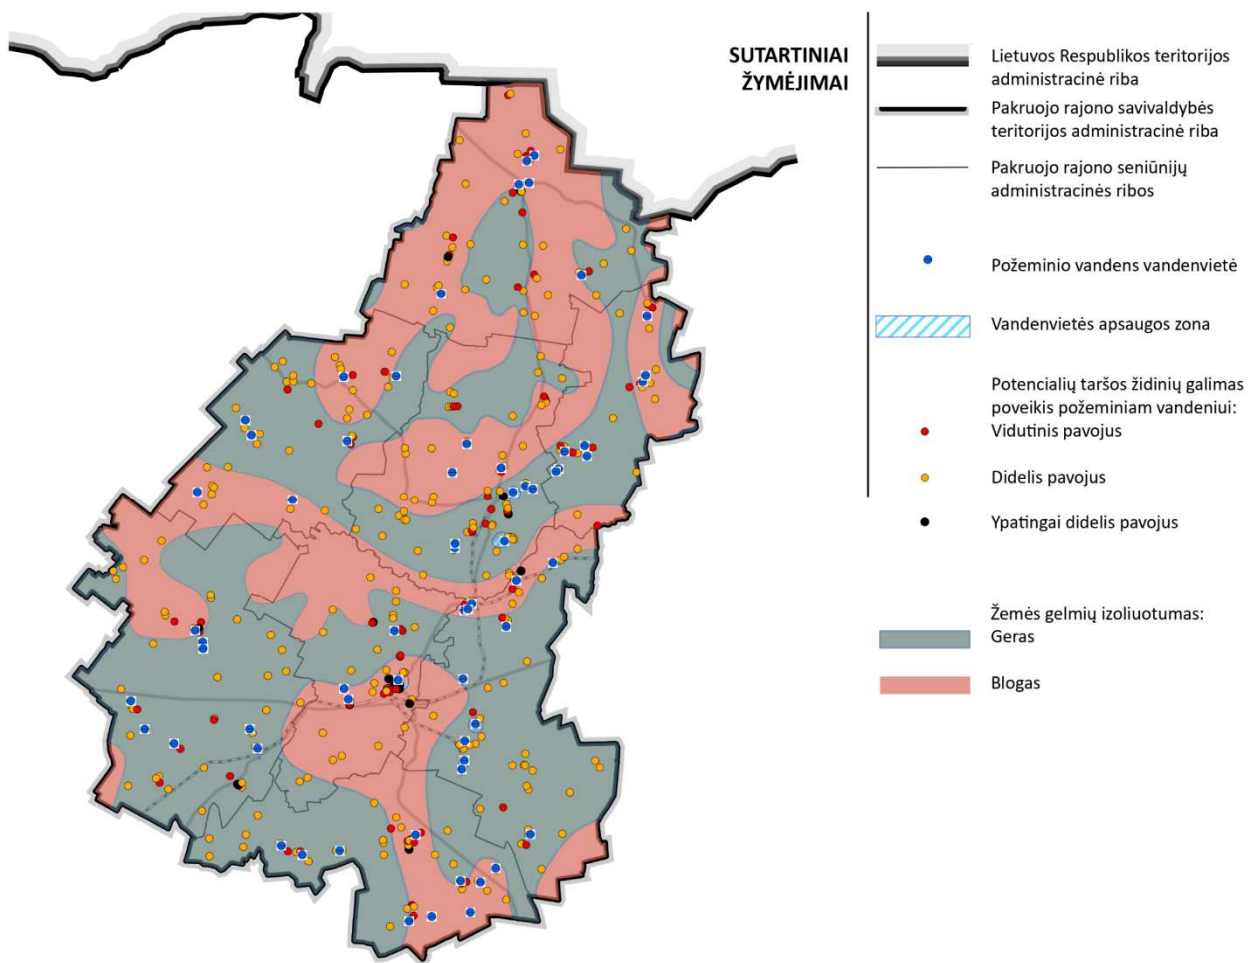 SUTARTINIAI
ŽYMĖJIMAI
Lietuvos Respublikos teritorijos
administracinė riba
Pakruojo rajono savivaldybės
teritorijos administracinė riba
Pakruojo rajono seniūnijų
administracinės ribos
Požeminio vandens vandenvietė
Vandenvietės apsaugos zona
Potencialių taršos židinių galimas
poveikis požeminiam vandeniui:
Vidutinis pavojus
Didelis pavojus
Ypatingai didelis pavojus
Žemės gelmių izoliuotumas:
Geras
Blogas